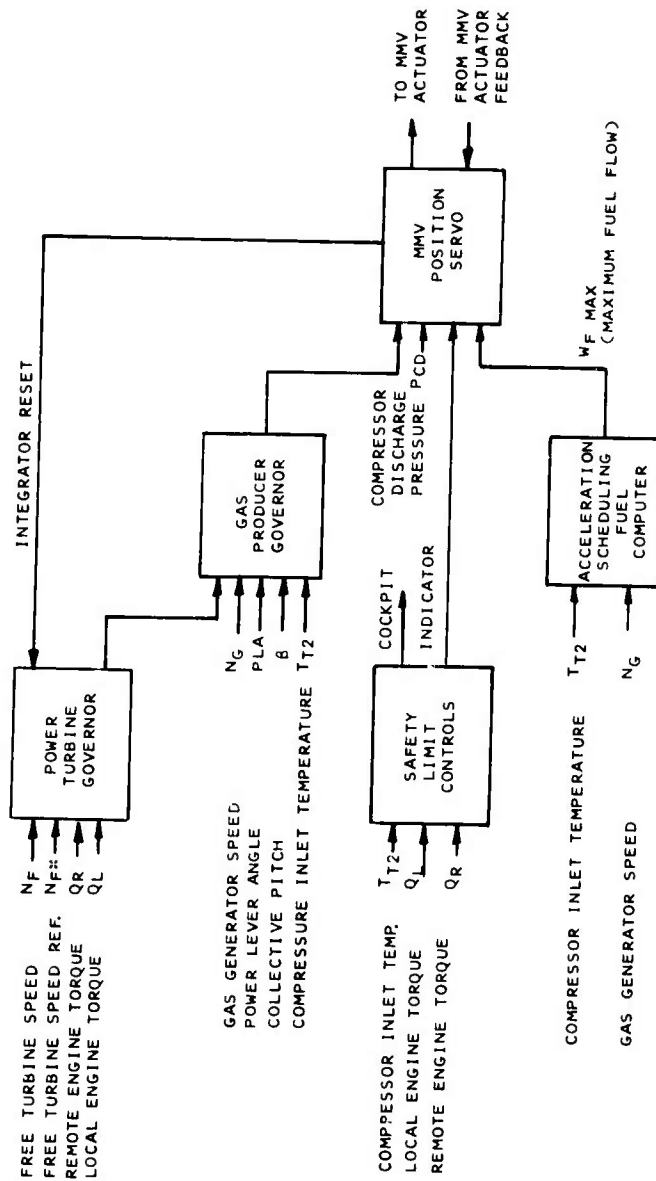 INTEGRATOR RESET
FREE TURBINE SPEED
FREE TURBINE SPEED REF.
REMOTE ENGINE TORQUE
LOCAL ENGINE TORQUE
NF
NF*
QR
QL
POWER
TURBINE
GOVERNOR
GAS GENERATOR SPEED
POWER LEVER ANGLE
COLLECTIVE PITCH
COMPRESSURE INLET TEMPERATURE
NG
PLA
β
TT2
GAS
PRODUCER
GOVERNOR
COMPRESSOR
DISCHARGE
PRESSURE PCD
MMV
POSITION
SERVO
TO MMV
ACTUATOR
FROM MMV
ACTUATOR
FEEDBACK
COMPPESSOR INLET TEMP.
LOCAL ENGINE TORQUE
REMOTE ENGINE TORQUE
TT2
QL
QR
SAFETY
LIMIT
CONTROLS
COCKPIT
INDICATOR
COMPRESSOR INLET TEMPERATURE
GAS GENERATOR SPEED
TT2
NG
ACCELERATION
SCHEDULING
FUEL
COMPUTER
WF MAX
(MAXIMUM FUEL FLOW)